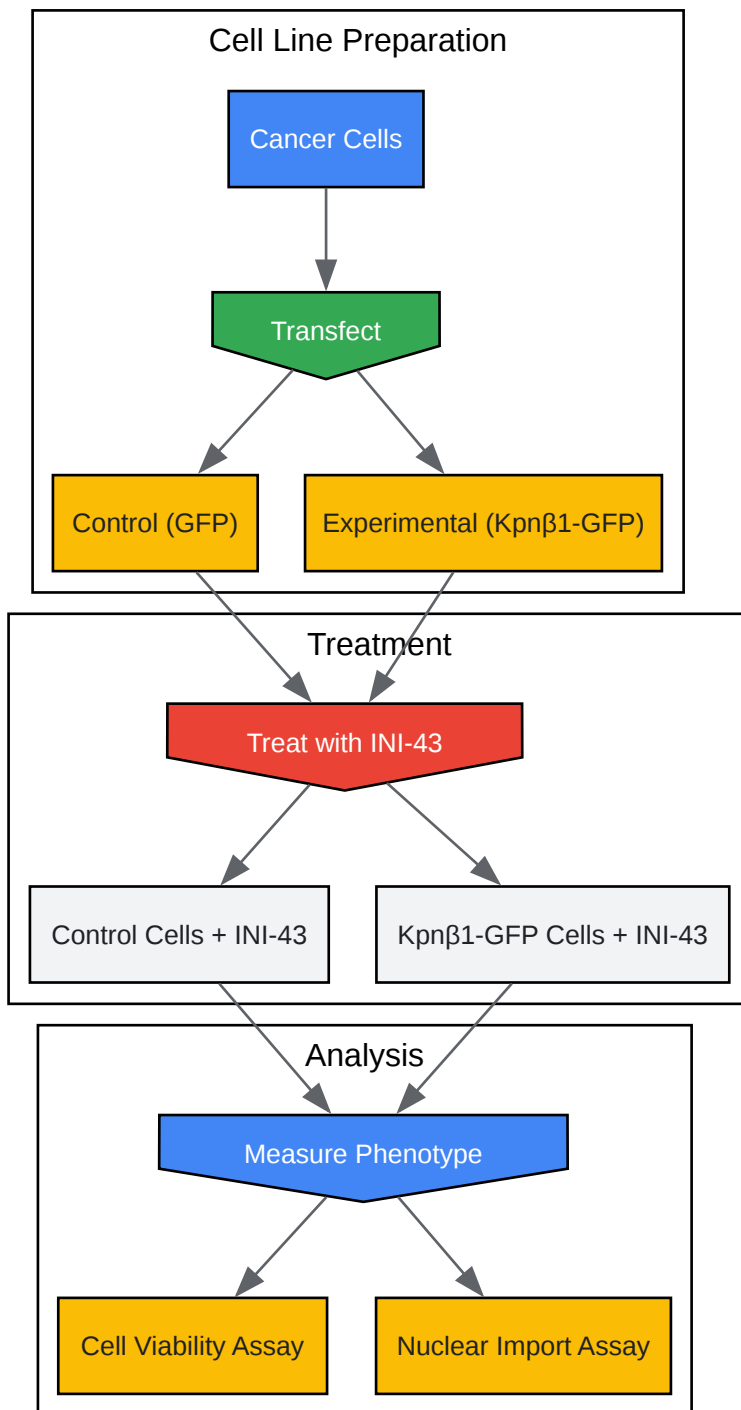 Cell Line Preparation
Cancer Cells
Transfect
Control (GFP)
Experimental (Kpnβ1-GFP)
Treatment
Treat with INI-43
Control Cells + INI-43
Kpnβ1-GFP Cells + INI-43
Analysis
Measure Phenotype
Cell Viability Assay
Nuclear Import Assay